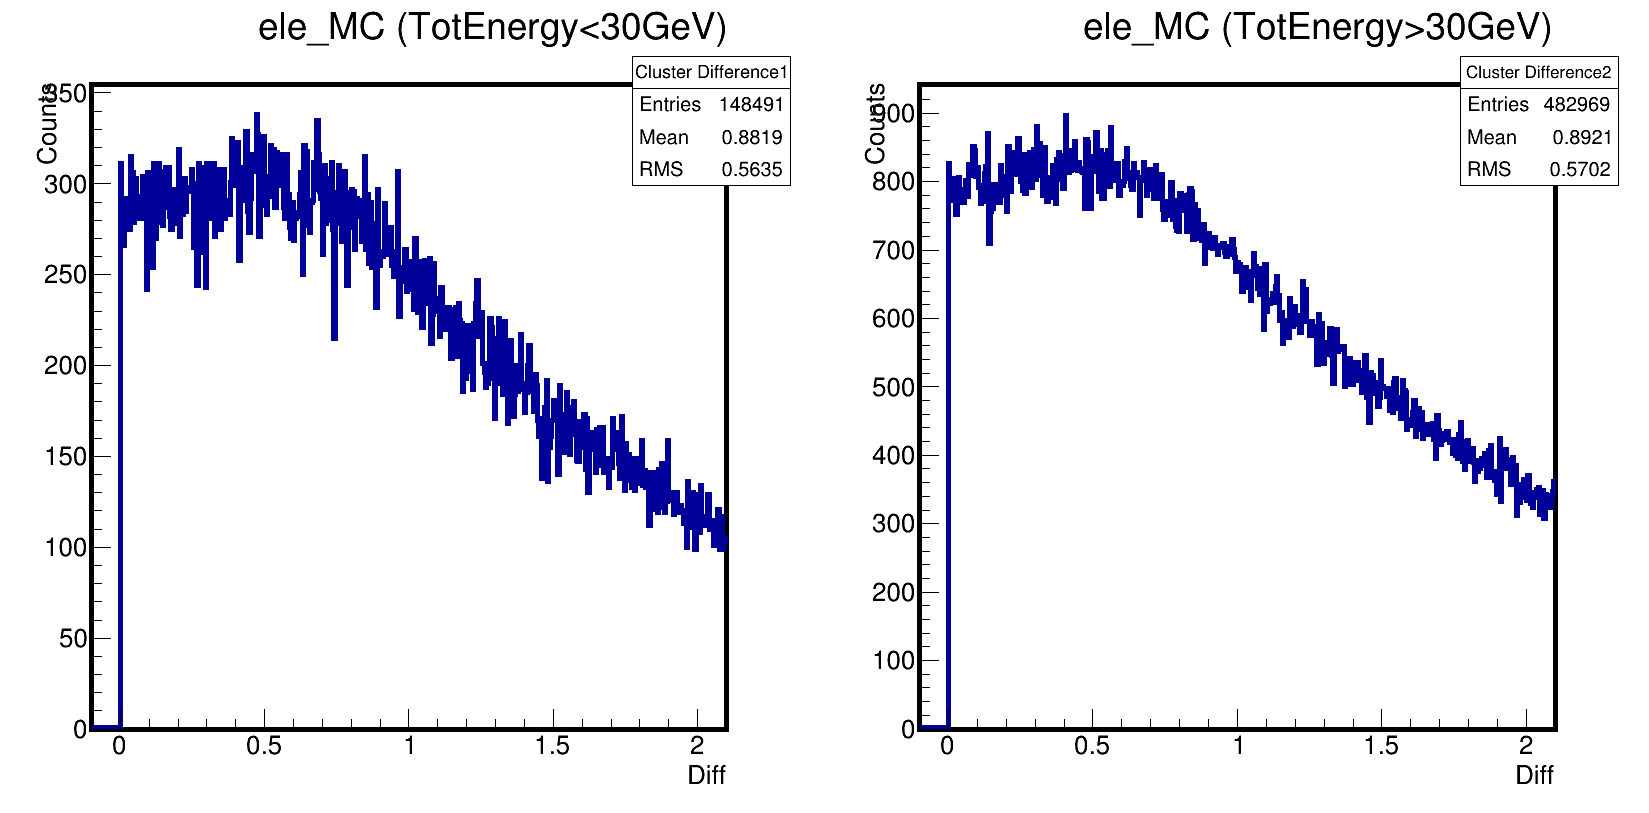 ele_MC (TotEnergy<30GeV)
Cluster Difference1
Entries 148491
Mean 0.8819
RMS 0.5635
Counts
350
300
250
200
150
100
50
0
0 0.5 1 1.5 2
Diff
ele_MC (TotEnergy>30GeV)
Cluster Difference2
Entries 482969
Mean 0.8921
RMS 0.5702
Counts
900
800
700
600
500
400
300
200
100
0
0 0.5 1 1.5 2
Diff